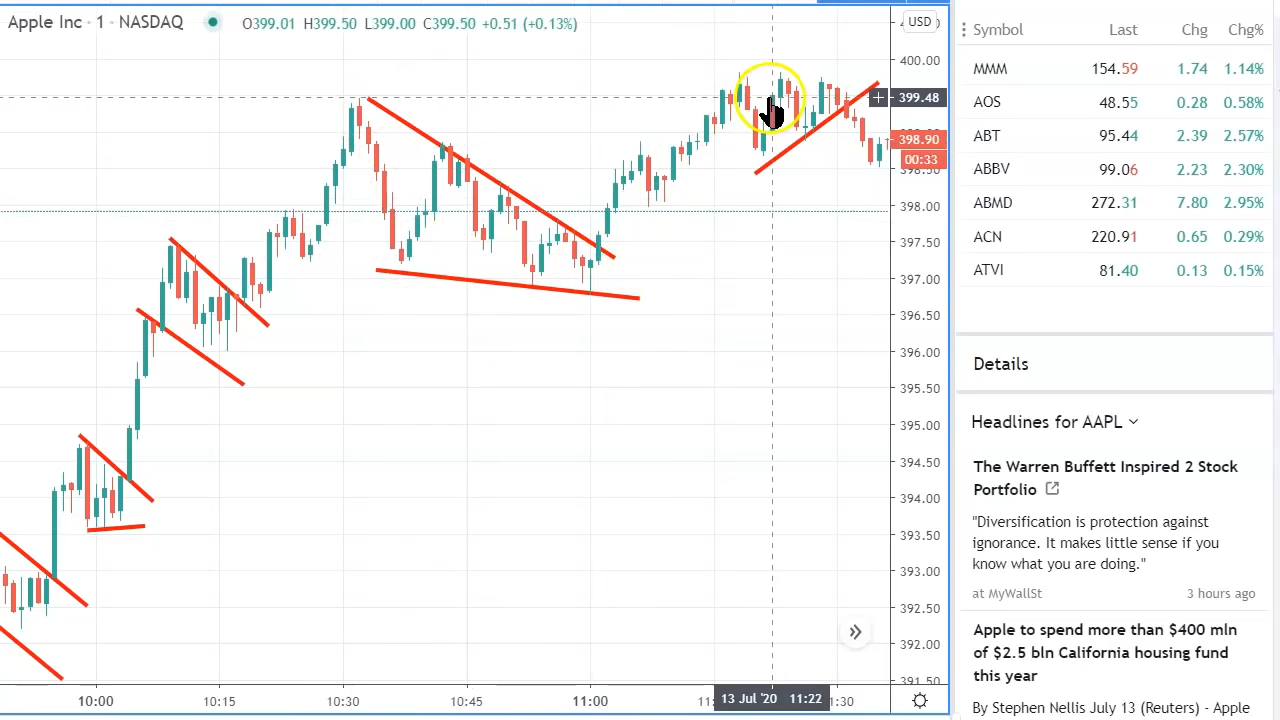 Apple Inc · 1 · NASDAQ O399.01 H399.50 L399.00 C399.50 +0.51 (+0.13%)
USD
400.00
399.48
398.90
00:33
398.00
397.50
397.00
396.50
396.00
395.50
395.00
394.50
394.00
393.50
393.00
392.50
392.00
391.50
10:00 10:15 10:30 10:45 11:00 13 Jul '20 11:22 1:30
Symbol Last Chg Chg%
MMM 154.59 1.74 1.14%
AOS 48.55 0.28 0.58%
ABT 95.44 2.39 2.57%
ABBV 99.06 2.23 2.30%
ABMD 272.31 7.80 2.95%
ACN 220.91 0.65 0.29%
ATVI 81.40 0.13 0.15%
Details
Headlines for AAPL
The Warren Buffett Inspired 2 Stock
Portfolio
"Diversification is protection against
ignorance. It makes little sense if you
know what you are doing."
at MyWallSt 3 hours ago
Apple to spend more than $400 mln
of $2.5 bln California housing fund
this year
By Stephen Nellis July 13 (Reuters) - Apple